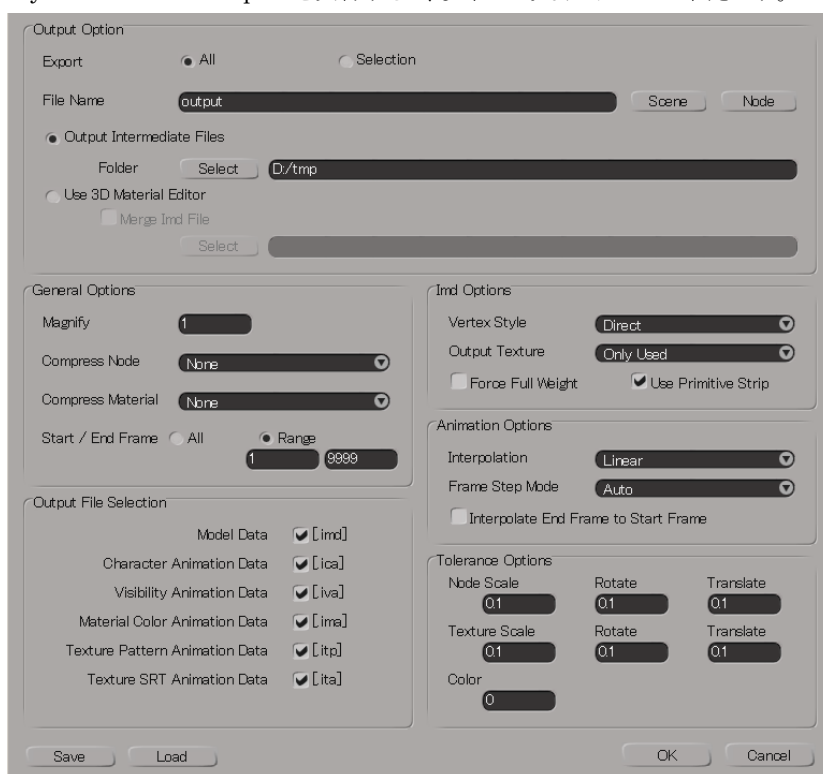 Output Option
Export All Selection
File Name output Scene Node
Output Intermediate Files
Folder Select D:/tmp
Use 3D Material Editor
Merge Imd File
Select
General Options
Magnify 1
Compress Node None
Compress Material None
Start / End Frame All Range
1 9999
Output File Selection
Model Data [imd]
Character Animation Data [ica]
Visibility Animation Data [iva]
Material Color Animation Data [ima]
Texture Pattern Animation Data [itp]
Texture SRT Animation Data [ita]
Imd Options
Vertex Style Direct
Output Texture Only Used
Force Full Weight Use Primitive Strip
Animation Options
Interpolation Linear
Frame Step Mode Auto
Interpolate End Frame to Start Frame
Tolerance Options
Node Scale Rotate Translate
0.1 0.1 0.1
Texture Scale Rotate Translate
0.1 0.1 0.1
Color
0
Save Load OK Cancel